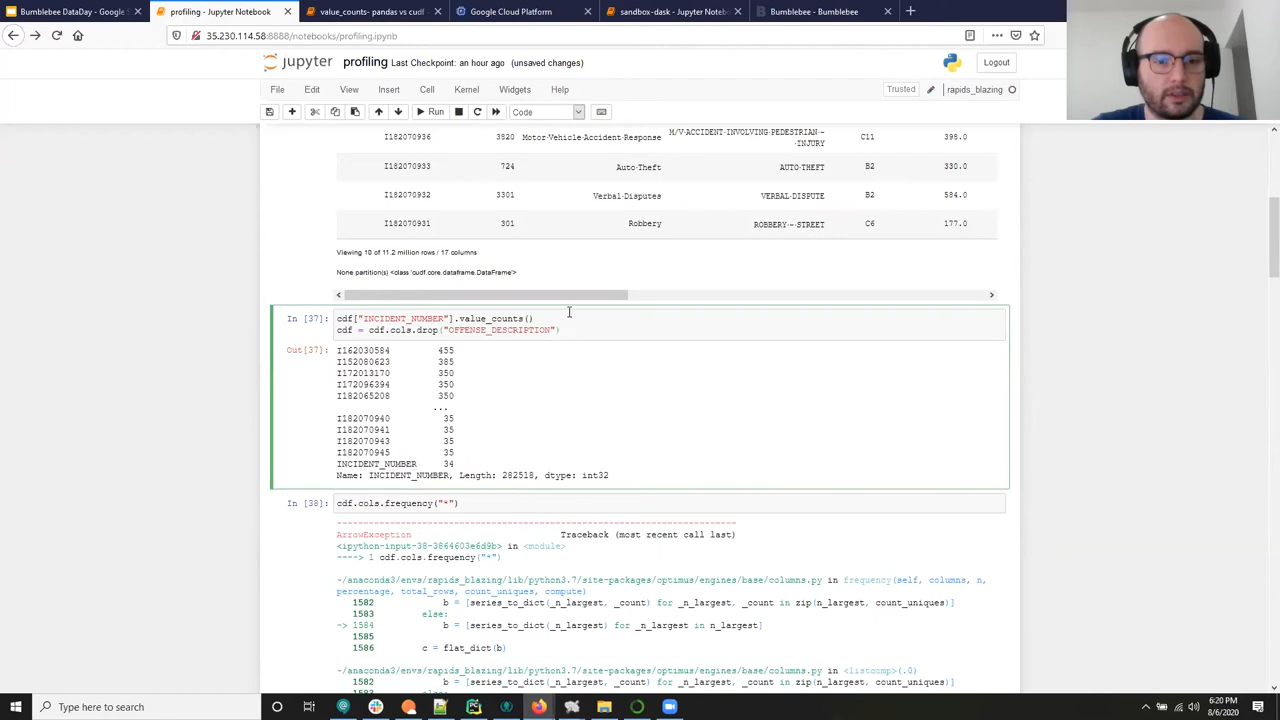 Bumblebee DataDay - Google S
profiling - Jupyter Notebook
value_counts- pandas vs cudf -
Google Cloud Platform
sandbox-dask - Jupyter Notebo
Bumblebee - Bumblebee
35.230.114.58:8888/notebooks/profiling.ipynb
jupyter profiling Last Checkpoint: an hour ago (unsaved changes)
Logout
File Edit View Insert Cell Kernel Widgets Help
Trusted rapids_blazing
Run Code
I182070936 3820 Motor·Vehicle·Accident·Response M/V·ACCIDENT·INVOLVING·PEDESTRIAN·-·INJURY C11 398.0
I182070933 724 Auto·Theft AUTO·THEFT B2 330.0
I182070932 3301 Verbal·Disputes VERBAL·DISPUTE B2 584.0
I182070931 301 Robbery ROBBERY·-·STREET C6 177.0
Viewing 10 of 11.2 million rows / 17 columns
None partition(s) <class 'cudf.core.dataframe.DataFrame'>
In [37]: cdf["INCIDENT_NUMBER"].value_counts()
cdf = cdf.cols.drop("OFFENSE_DESCRIPTION")
Out[37]: I162030584 455
I152080623 385
I172013170 350
I172096394 350
I182065208 350
...
I182070940 35
I182070941 35
I182070943 35
I182070945 35
INCIDENT_NUMBER 34
Name: INCIDENT_NUMBER, Length: 282518, dtype: int32
In [38]: cdf.cols.frequency("*")
---------------------------------------------------------------------------
ArrowException Traceback (most recent call last)
<ipython-input-38-3864603e6d9b> in <module>
----> 1 cdf.cols.frequency("*")
~/anaconda3/envs/rapids_blazing/lib/python3.7/site-packages/optimus/engines/base/columns.py in frequency(self, columns, n,
percentage, total_rows, count_uniques, compute)
1582 b = [series_to_dict(_n_largest, _count) for _n_largest, _count in zip(n_largest, count_uniques)]
1583 else:
-> 1584 b = [series_to_dict(_n_largest) for _n_largest in n_largest]
1585
1586 c = flat_dict(b)
~/anaconda3/envs/rapids_blazing/lib/python3.7/site-packages/optimus/engines/base/columns.py in <listcomp>(.0)
1582 b = [series_to_dict(_n_largest, _count) for _n_largest, _count in zip(n_largest, count_uniques)]
1583 else:
Type here to search
6:20 PM
8/6/2020